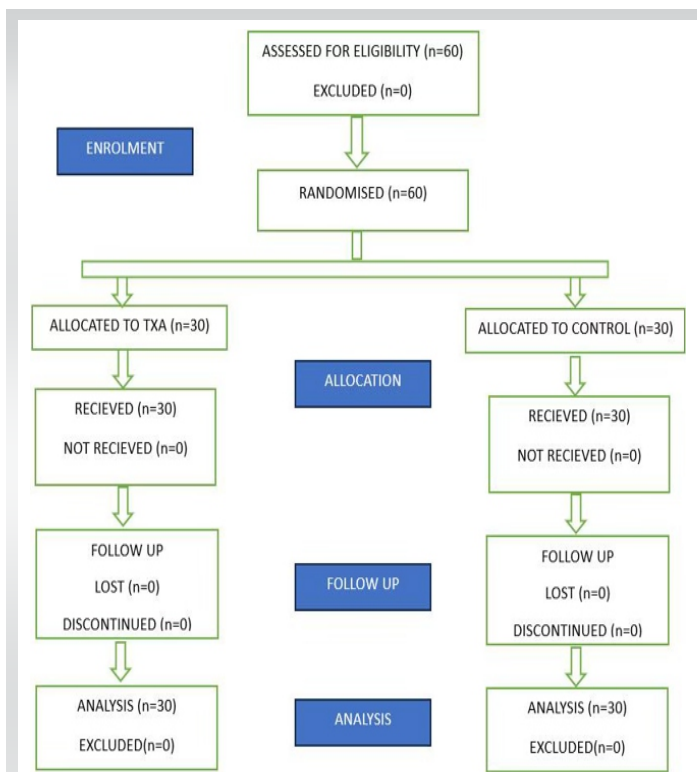 ASSESSED FOR ELIGIBILITY (n=60)
EXCLUDED (n=0)
ENROLMENT
RANDOMISED (n=60)
ALLOCATED TO TXA (n=30)
ALLOCATED TO CONTROL (n=30)
ALLOCATION
RECIEVED (n=30)
NOT RECIEVED (n=0)
RECIEVED (n=30)
NOT RECIEVED (n=0)
FOLLOW UP
LOST (n=0)
DISCONTINUED (n=0)
FOLLOW UP
FOLLOW UP
LOST (n=0)
DISCONTINUED (n=0)
ANALYSIS (n=30)
EXCLUDED(n=0)
ANALYSIS
ANALYSIS (n=30)
EXCLUDED(n=0)